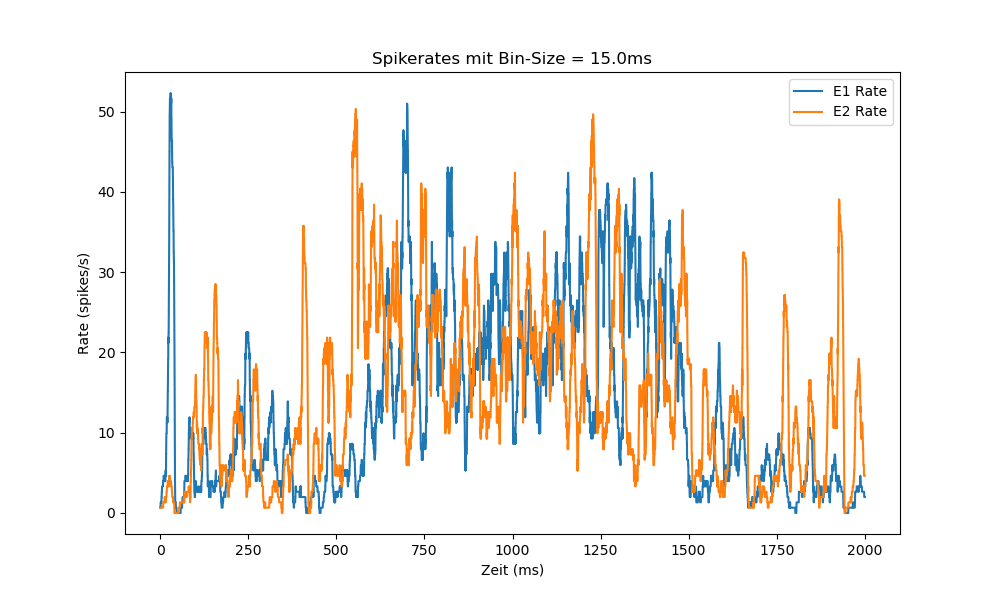 Spikerates mit Bin-Size = 15.0ms
E1 Rate
E2 Rate
Rate (spikes/s)
50
40
30
20
10
0
0 250 500 750 1000 1250 1500 1750 2000
Zeit (ms)